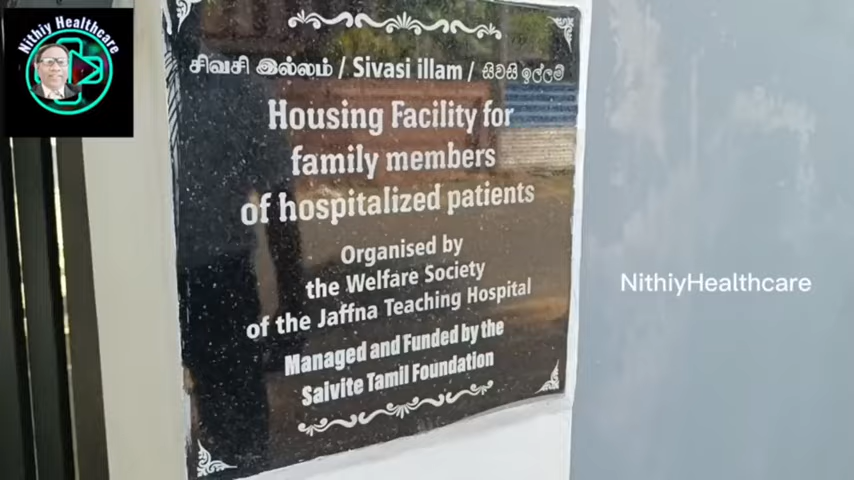 Nithiy Healthcare
சிவசி இல்லம் / Sivasi illam / සිවසි ඉල්ලම්
Housing Facility for
family members
of hospitalized patients
Organised by
the Welfare Society
of the Jaffna Teaching Hospital
Managed and Funded by the
Saivite Tamil Foundation
NithiyHealthcare